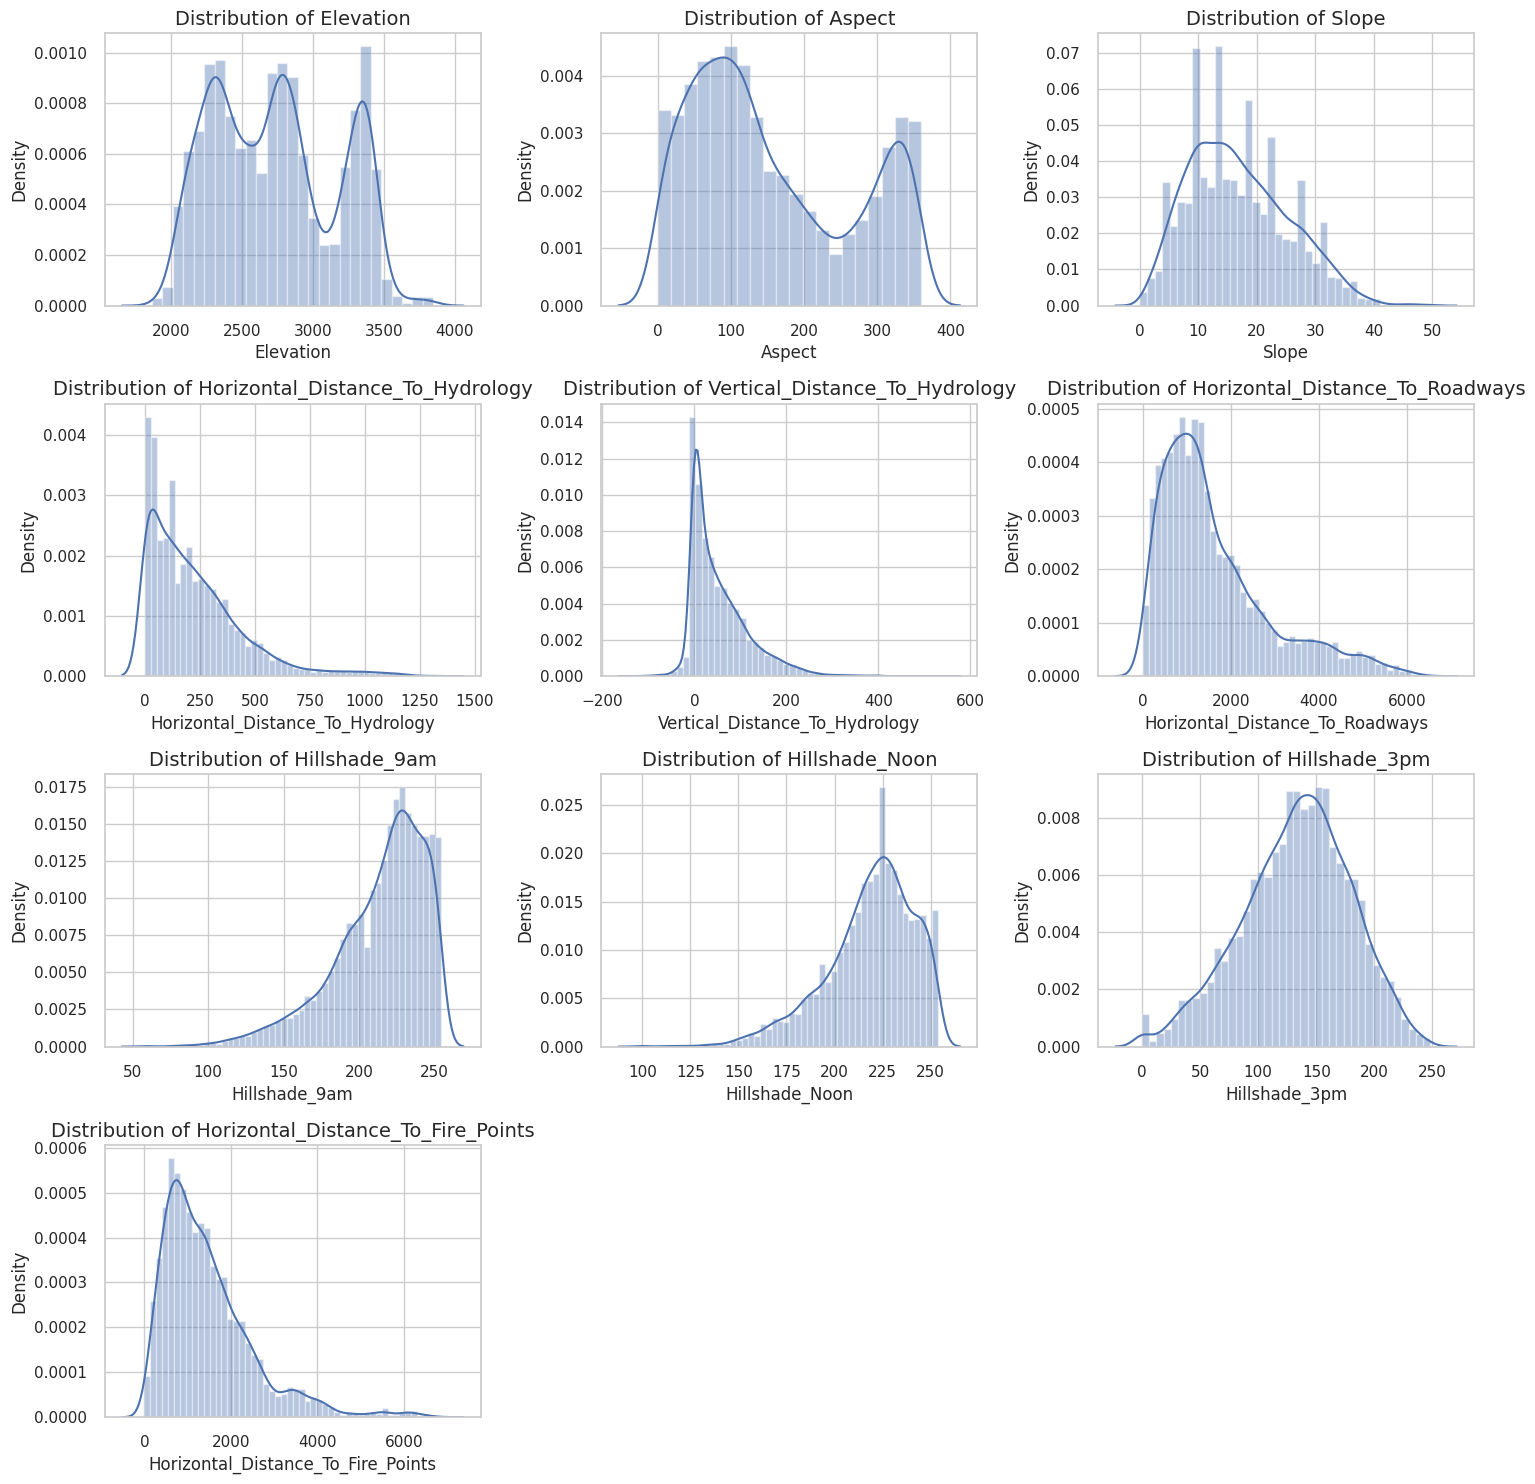 Distribution of Elevation
Density
0.0010
0.0008
0.0006
0.0004
0.0002
0.0000
2000 2500 3000 3500 4000
Elevation
Distribution of Aspect
Density
0.004
0.003
0.002
0.001
0.000
0 100 200 300 400
Aspect
Distribution of Slope
Density
0.07
0.06
0.05
0.04
0.03
0.02
0.01
0.00
0 10 20 30 40 50
Slope
Distribution of Horizontal_Distance_To_Hydrology
Density
0.004
0.003
0.002
0.001
0.000
0 250 500 750 1000 1250 1500
Horizontal_Distance_To_Hydrology
Distribution of Vertical_Distance_To_Hydrology
Density
0.014
0.012
0.010
0.008
0.006
0.004
0.002
0.000
−200 0 200 400 600
Vertical_Distance_To_Hydrology
Distribution of Horizontal_Distance_To_Roadways
Density
0.0005
0.0004
0.0003
0.0002
0.0001
0.0000
0 2000 4000 6000
Horizontal_Distance_To_Roadways
Distribution of Hillshade_9am
Density
0.0175
0.0150
0.0125
0.0100
0.0075
0.0050
0.0025
0.0000
50 100 150 200 250
Hillshade_9am
Distribution of Hillshade_Noon
Density
0.025
0.020
0.015
0.010
0.005
0.000
100 125 150 175 200 225 250
Hillshade_Noon
Distribution of Hillshade_3pm
Density
0.008
0.006
0.004
0.002
0.000
0 50 100 150 200 250
Hillshade_3pm
Distribution of Horizontal_Distance_To_Fire_Points
Density
0.0006
0.0005
0.0004
0.0003
0.0002
0.0001
0.0000
0 2000 4000 6000
Horizontal_Distance_To_Fire_Points